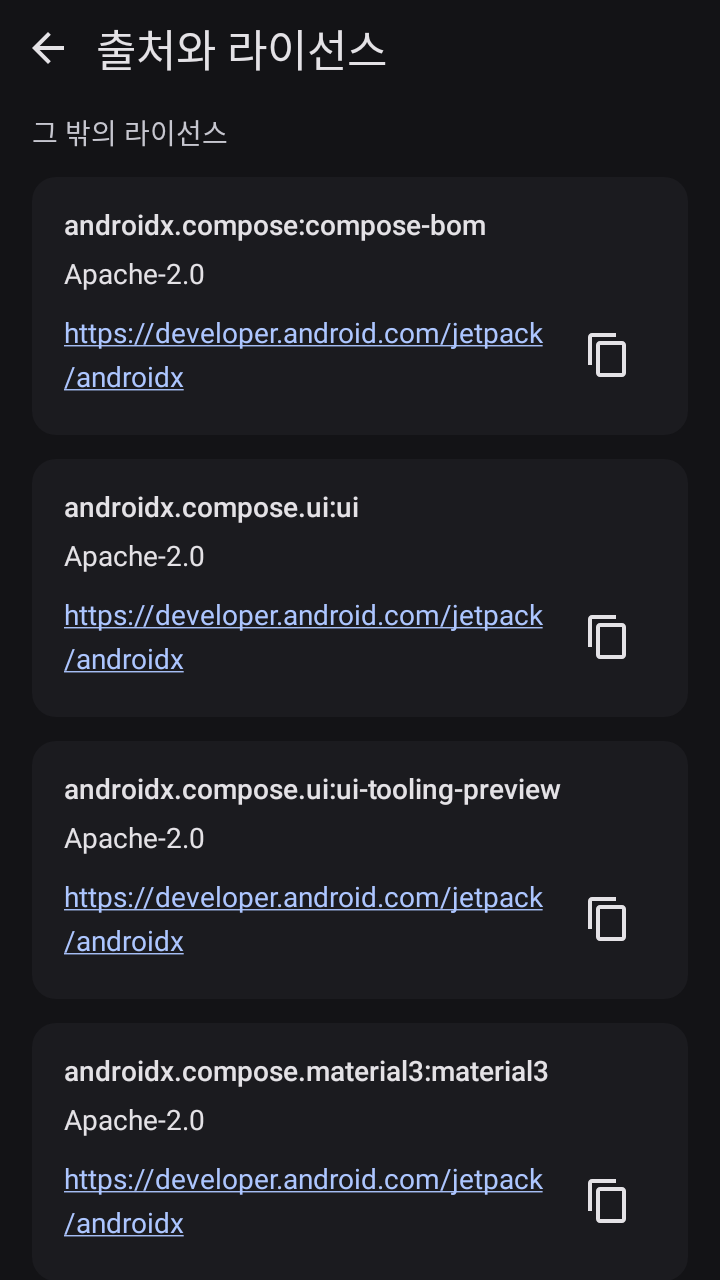 출처와 라이선스
그 밖의 라이선스
androidx.compose:compose-bom
Apache-2.0
https://developer.android.com/jetpack
/androidx
androidx.compose.ui:ui
Apache-2.0
https://developer.android.com/jetpack
/androidx
androidx.compose.ui:ui-tooling-preview
Apache-2.0
https://developer.android.com/jetpack
/androidx
androidx.compose.material3:material3
Apache-2.0
https://developer.android.com/jetpack
/androidx